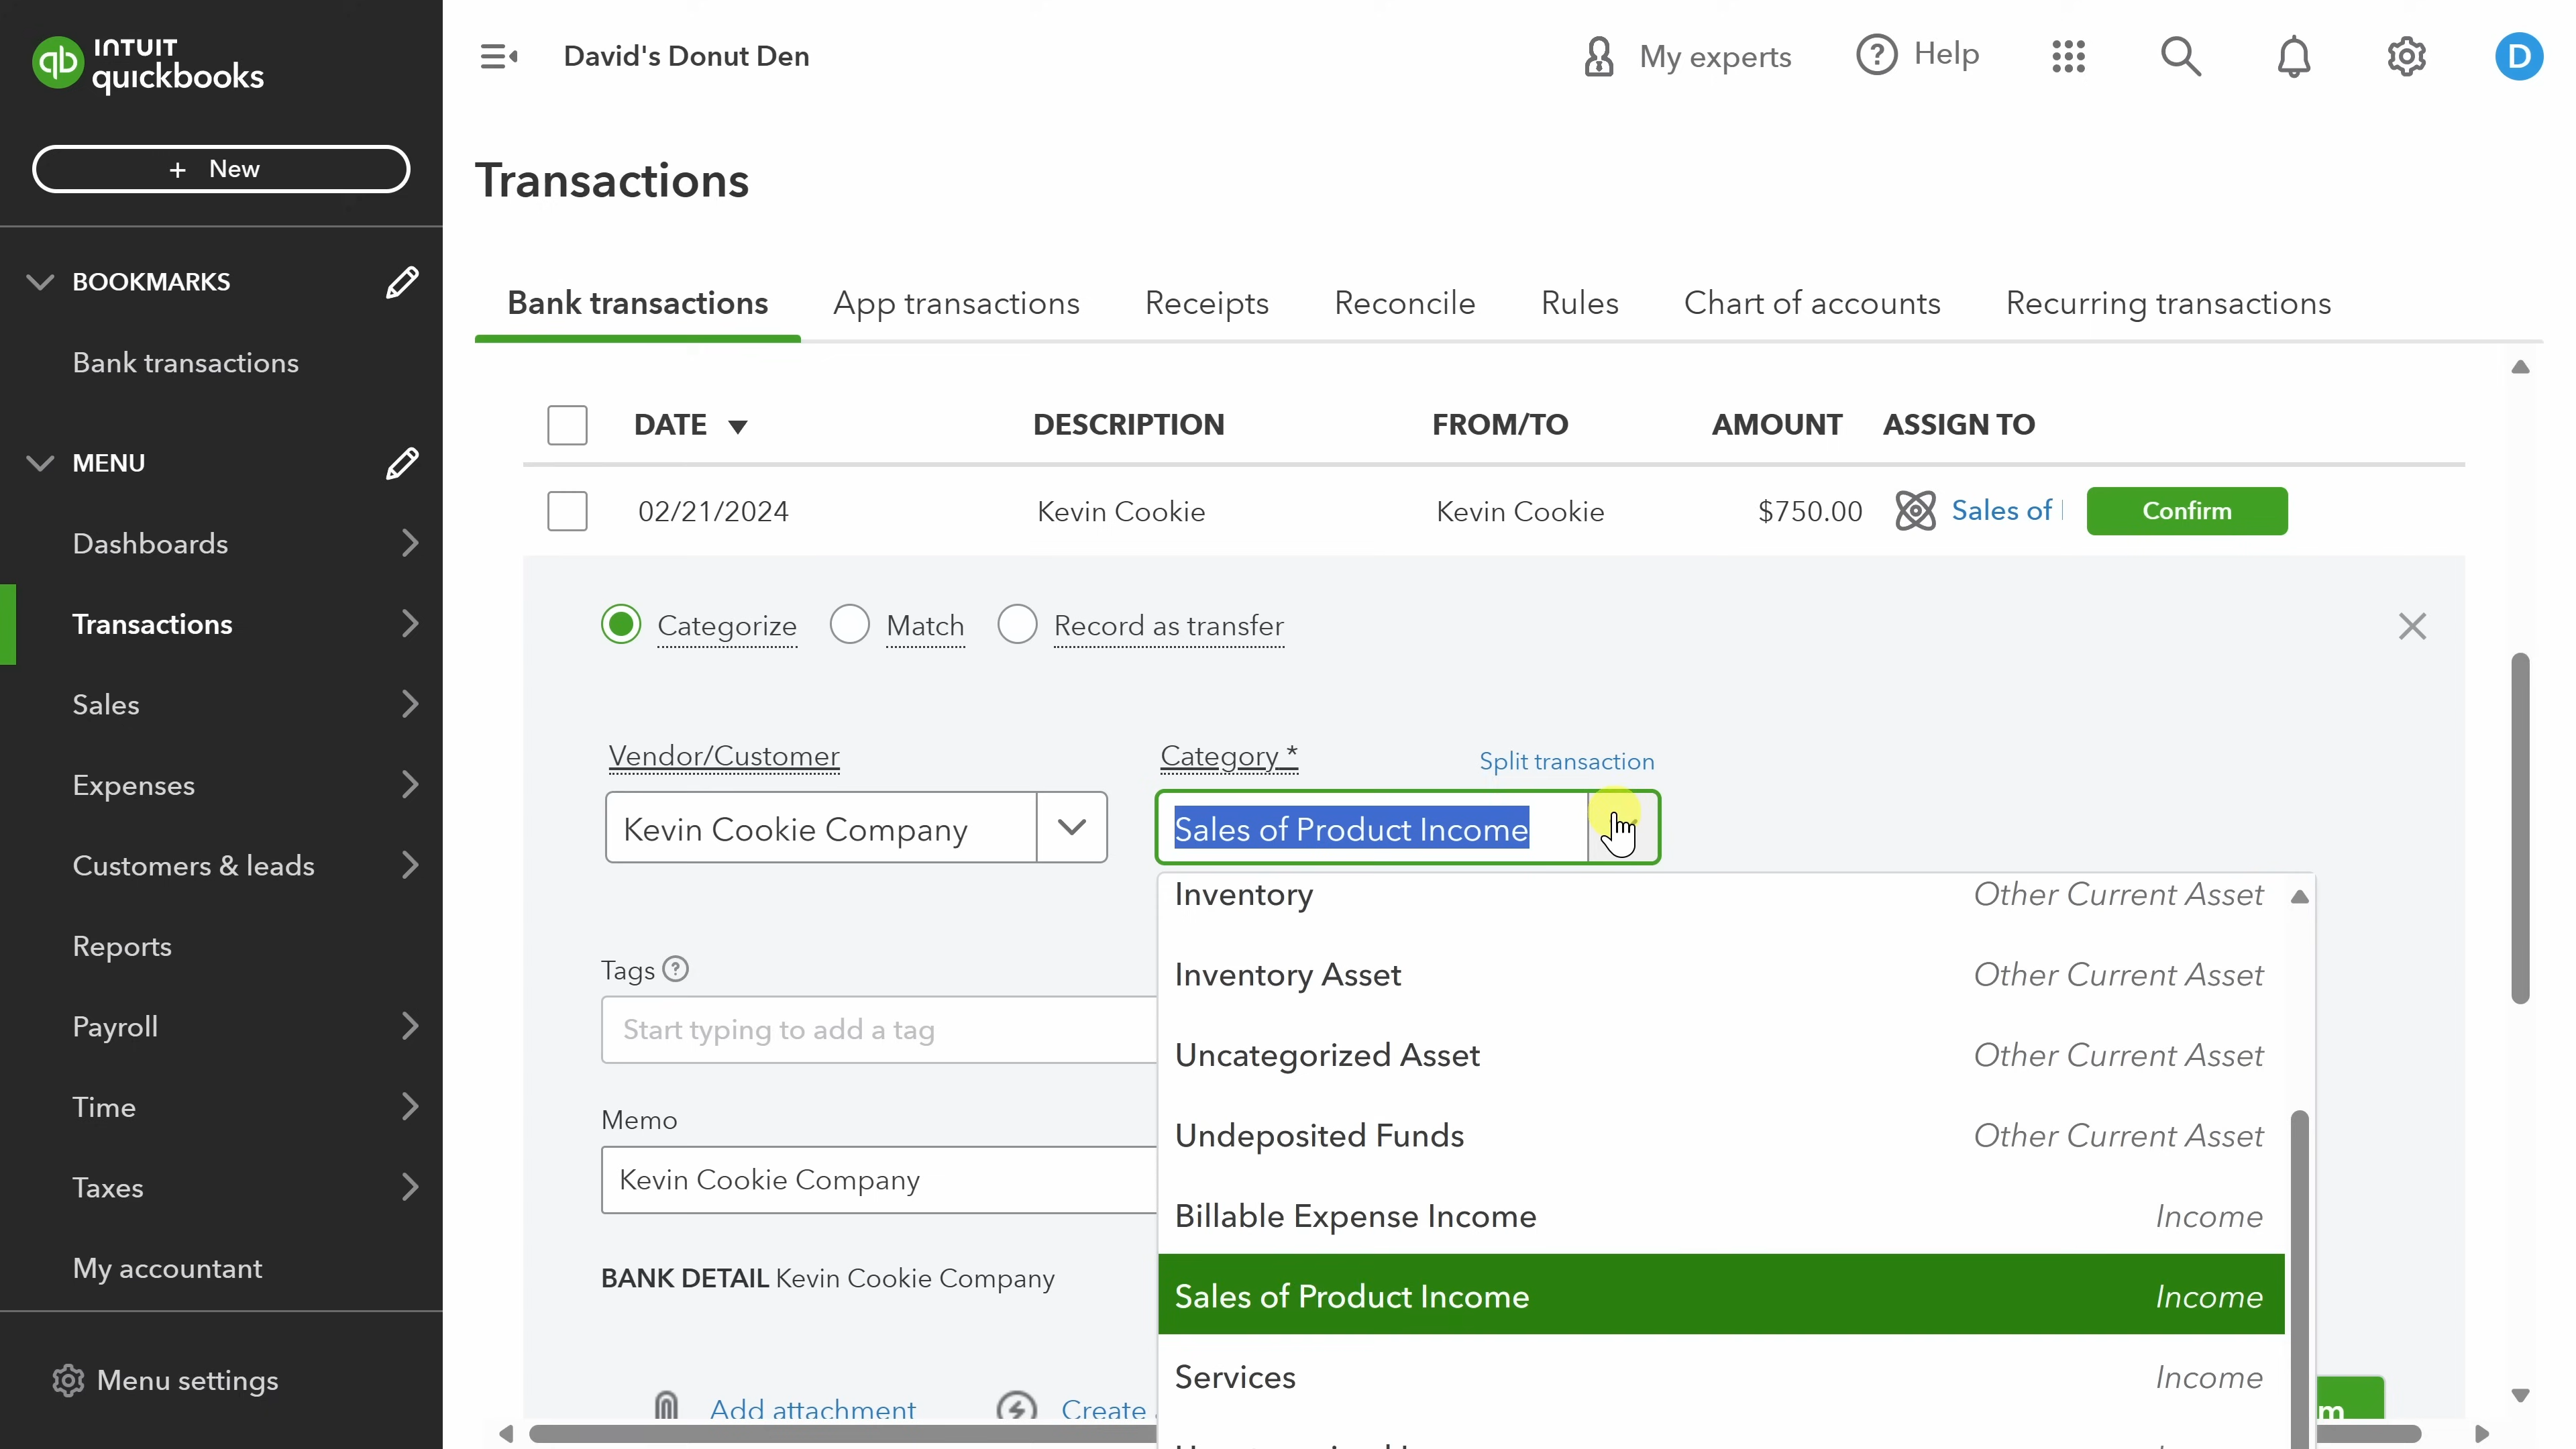 INTUIT
quickbooks
+ New
BOOKMARKS
Bank transactions
MENU
Dashboards
Transactions
Sales
Expenses
Customers & leads
Reports
Payroll
Time
Taxes
My accountant
Menu settings
David's Donut Den
My experts
Help
D
Transactions
Bank transactions App transactions Receipts Reconcile Rules Chart of accounts Recurring transactions
DATE DESCRIPTION FROM/TO AMOUNT ASSIGN TO
02/21/2024 Kevin Cookie Kevin Cookie $750.00 Sales of Confirm
Categorize Match Record as transfer
Vendor/Customer Category * Split transaction
Kevin Cookie Company Sales of Product Income
Inventory Other Current Asset
Inventory Asset Other Current Asset
Uncategorized Asset Other Current Asset
Undeposited Funds Other Current Asset
Billable Expense Income Income
Sales of Product Income Income
Services Income
Tags
Start typing to add a tag
Memo
Kevin Cookie Company
BANK DETAIL Kevin Cookie Company
Add attachment Create